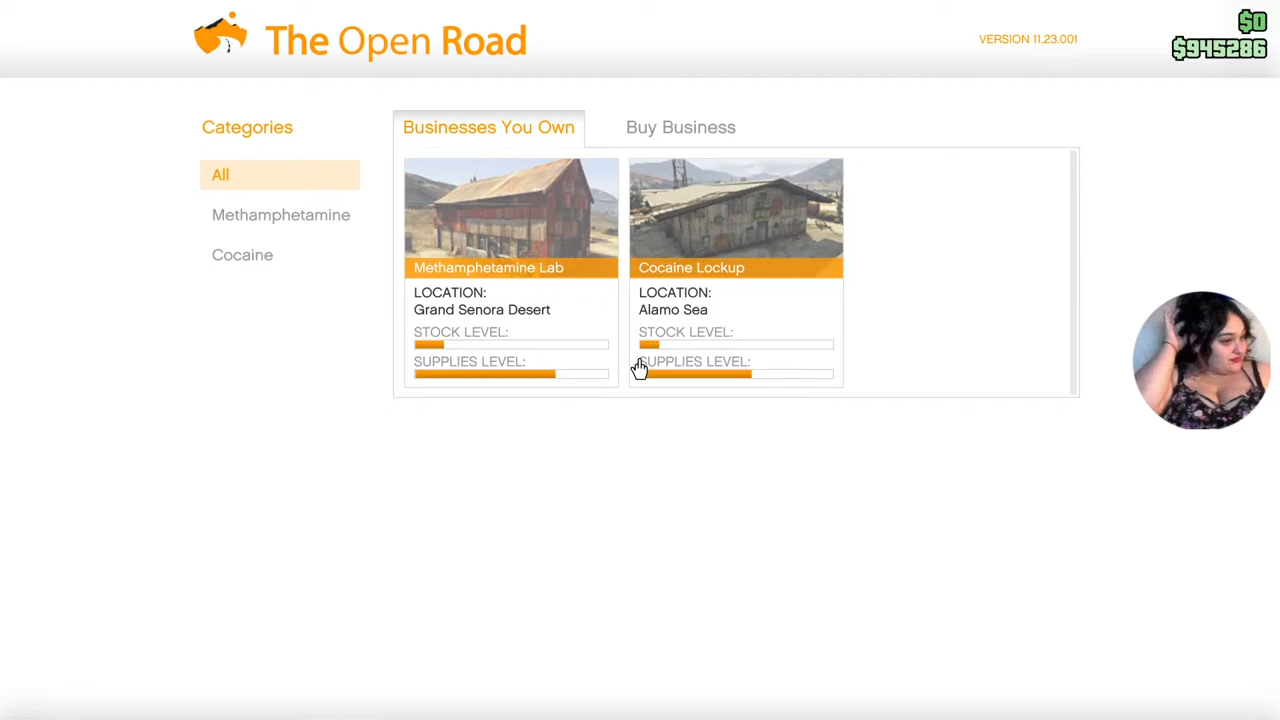 The Open Road
VERSION 11.23.001
$0
$945286
Categories
All
Methamphetamine
Cocaine
Businesses You Own
Buy Business
Methamphetamine Lab
LOCATION:
Grand Senora Desert
STOCK LEVEL:
SUPPLIES LEVEL:
Cocaine Lockup
LOCATION:
Alamo Sea
STOCK LEVEL:
SUPPLIES LEVEL: